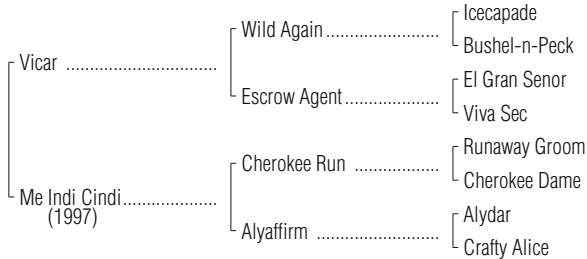 Icecapade
Wild Again
Bushel-n-Peck
Vicar
El Gran Senor
Escrow Agent
Viva Sec
Runaway Groom
Cherokee Run
Cherokee Dame
Me Indi Cindi
(1997)
Alydar
Alyaffirm
Crafty Alice